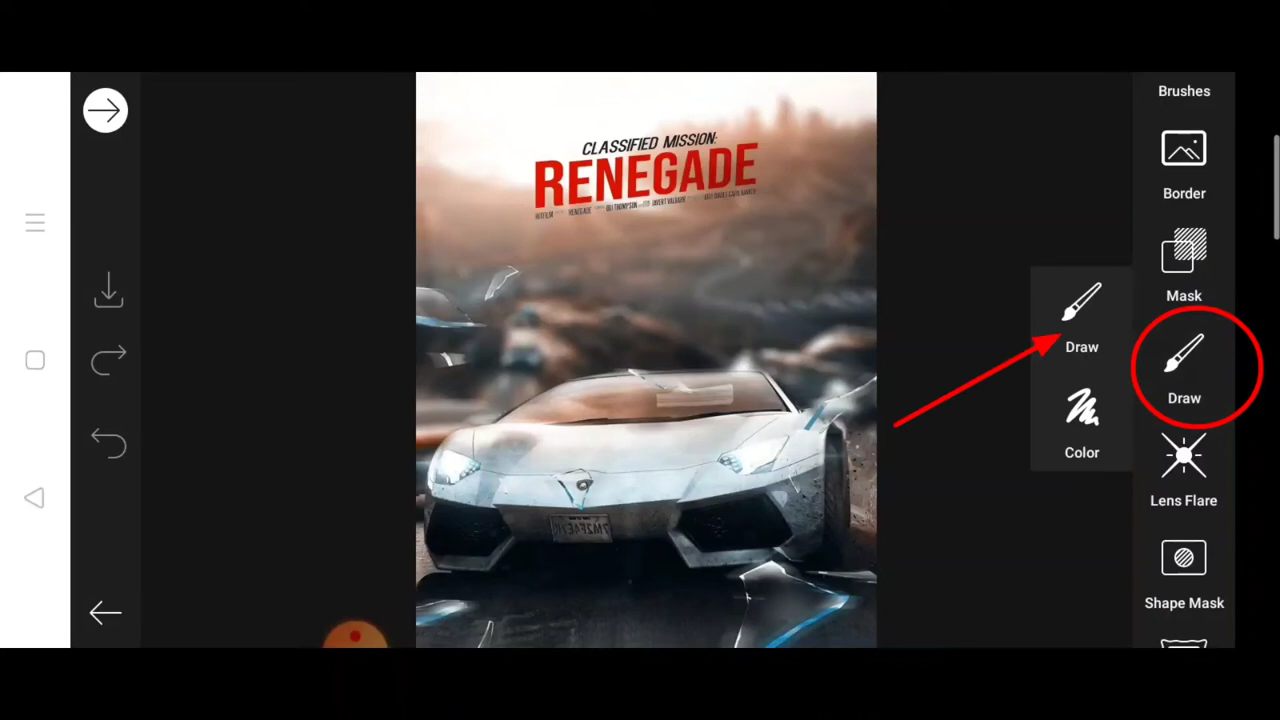 CLASSIFIED MISSION:
RENEGADE
Brushes
Border
Mask
Draw
Draw
Color
Lens Flare
Shape Mask